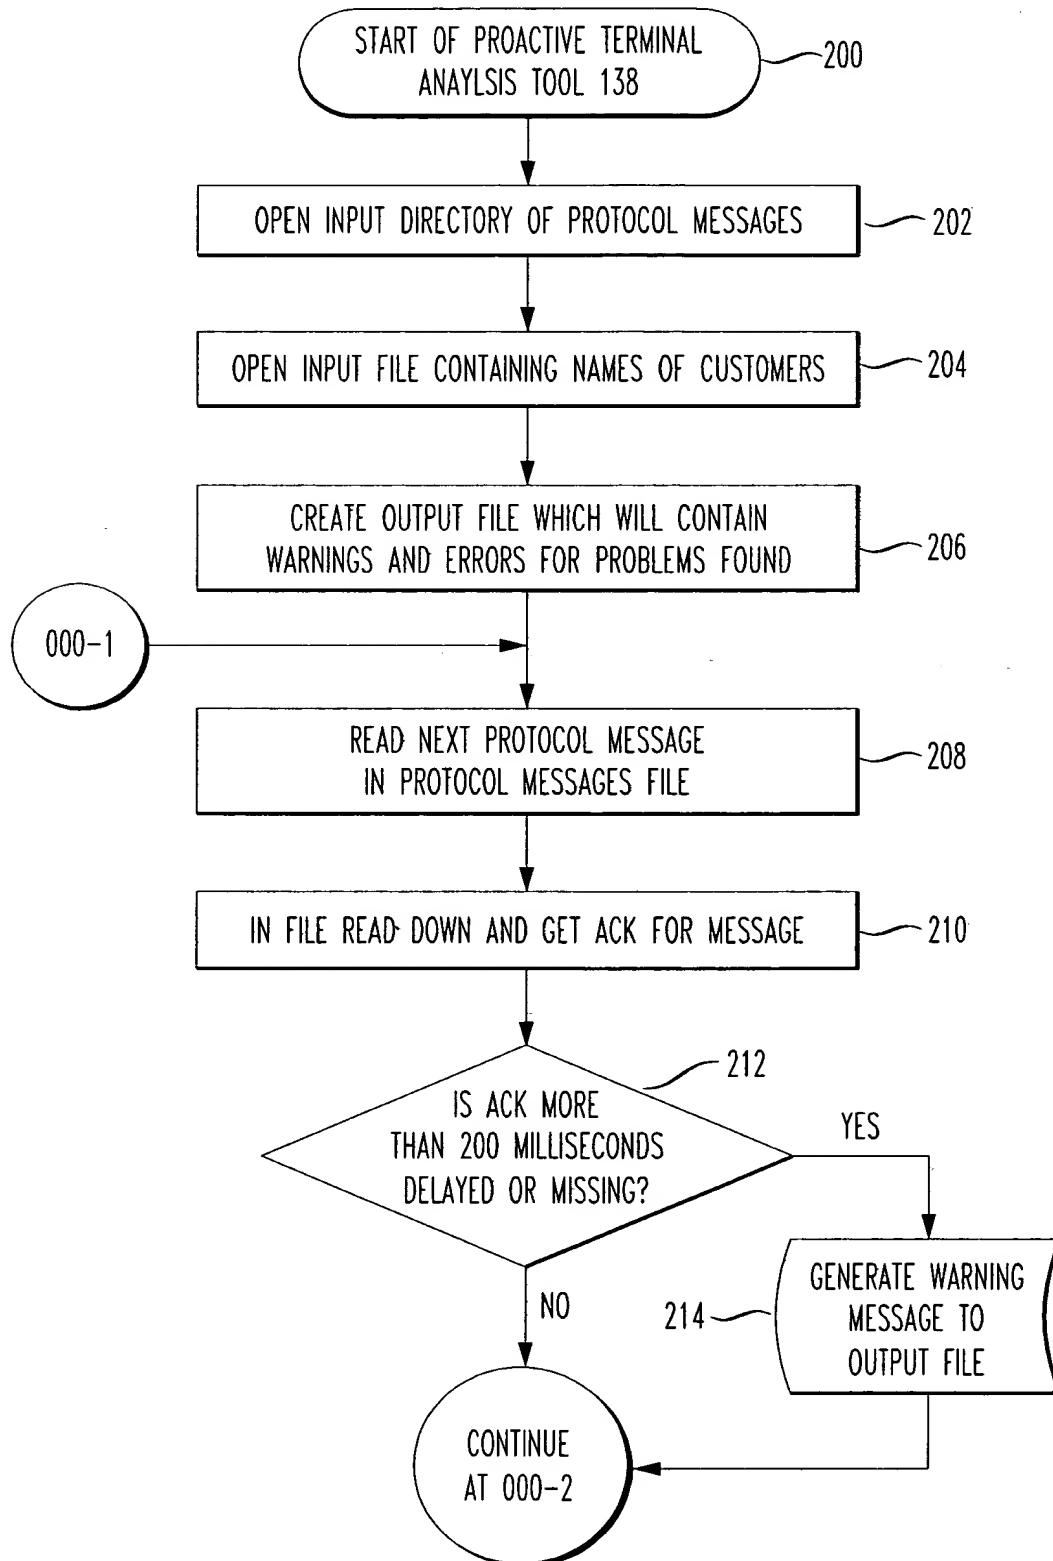 START OF PROACTIVE TERMINAL
ANAYLSIS TOOL 138
200
OPEN INPUT DIRECTORY OF PROTOCOL MESSAGES
202
OPEN INPUT FILE CONTAINING NAMES OF CUSTOMERS
204
CREATE OUTPUT FILE WHICH WILL CONTAIN
WARNINGS AND ERRORS FOR PROBLEMS FOUND
206
000-1
READ NEXT PROTOCOL MESSAGE
IN PROTOCOL MESSAGES FILE
208
IN FILE READ DOWN AND GET ACK FOR MESSAGE
210
212
IS ACK MORE
THAN 200 MILLISECONDS
DELAYED OR MISSING?
YES
NO
GENERATE WARNING
MESSAGE TO
OUTPUT FILE
214
CONTINUE
AT 000-2